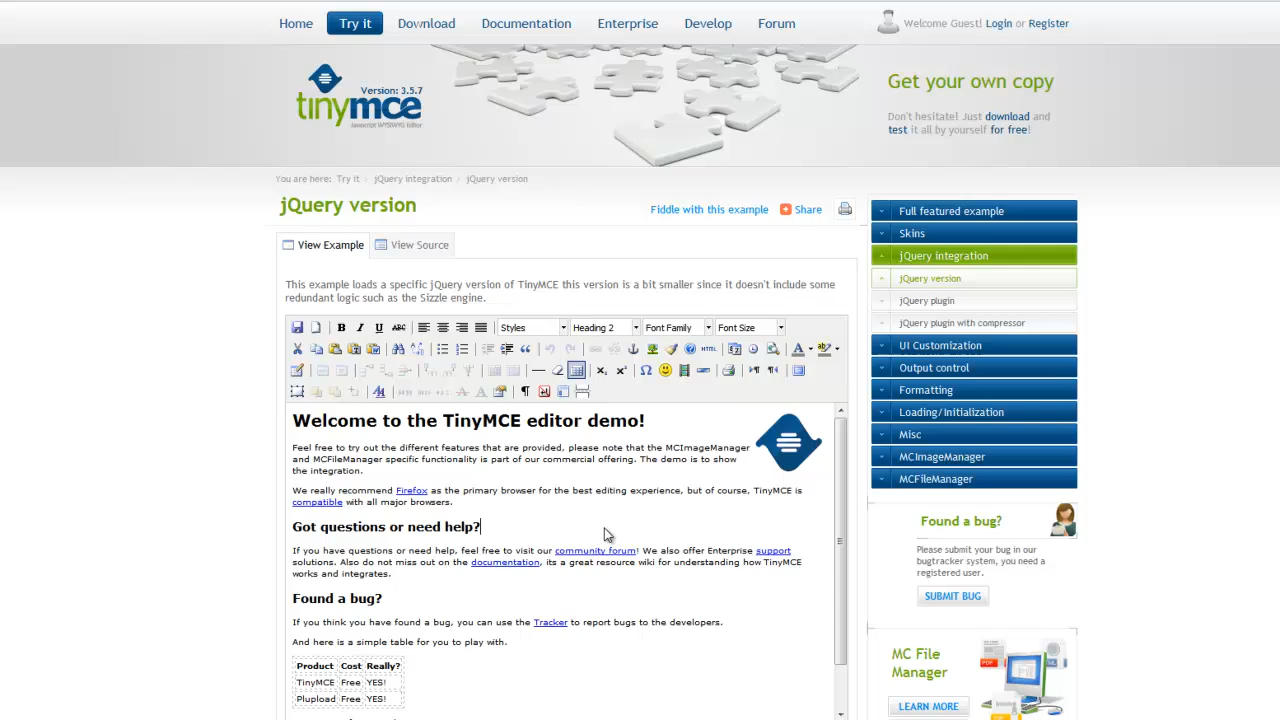 Home Try it Download Documentation Enterprise Develop Forum Welcome Guest! Login or Register
Version: 3.5.7
tinymce
Javascript WYSIWYG Editor
Get your own copy
Don't hesitate! Just download and
test it all by yourself for free!
You are here: Try it / jQuery integration / jQuery version
jQuery version
Fiddle with this example Share
View Example View Source
This example loads a specific jQuery version of TinyMCE this version is a bit smaller since it doesn't include some
redundant logic such as the Sizzle engine.
B I U ABC Styles Heading 2 Font Family Font Size
HTML
Welcome to the TinyMCE editor demo!
Feel free to try out the different features that are provided, please note that the MCImageManager
and MCFileManager specific functionality is part of our commercial offering. The demo is to show
the integration.
We really recommend Firefox as the primary browser for the best editing experience, but of course, TinyMCE is
compatible with all major browsers.
Got questions or need help?
If you have questions or need help, feel free to visit our community forum! We also offer Enterprise support
solutions. Also do not miss out on the documentation, its a great resource wiki for understanding how TinyMCE
works and integrates.
Found a bug?
If you think you have found a bug, you can use the Tracker to report bugs to the developers.
And here is a simple table for you to play with.
Product Cost Really?
TinyMCE Free YES!
Plupload Free YES!
Full featured example
Skins
jQuery integration
jQuery version
jQuery plugin
jQuery plugin with compressor
UI Customization
Output control
Formatting
Loading/Initialization
Misc
MCImageManager
MCFileManager
Found a bug?
Please submit your bug in our
bugtracker system, you need a
registered user.
SUBMIT BUG
MC File
Manager
PDF
LEARN MORE